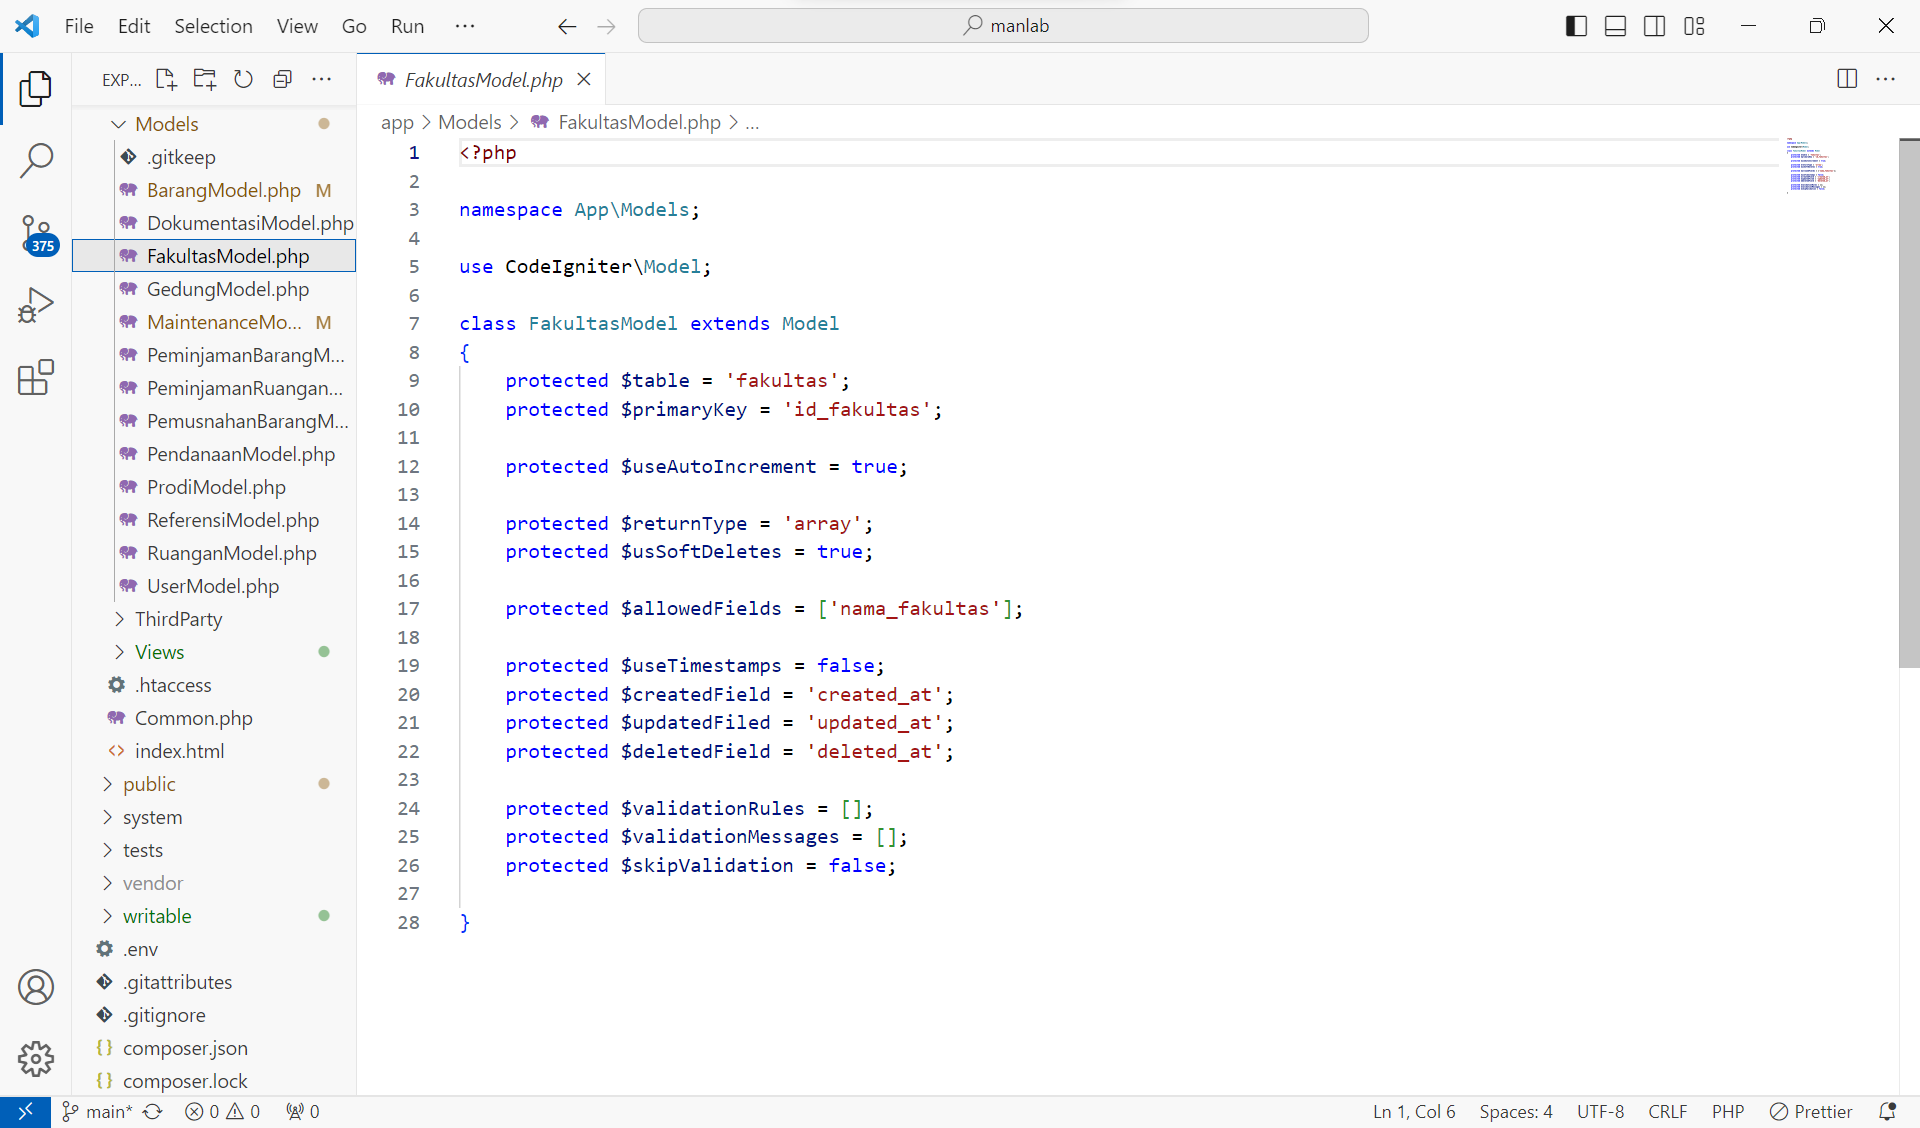 File Edit Selection View Go Run ··· manlab
EXP...
Models
.gitkeep
BarangModel.php M
DokumentasiModel.php
FakultasModel.php
GedungModel.php
MaintenanceMo... M
PeminjamanBarangM...
PeminjamanRuangan...
PemusnahanBarangM...
PendanaanModel.php
ProdiModel.php
ReferensiModel.php
RuanganModel.php
UserModel.php
ThirdParty
Views
.htaccess
Common.php
index.html
public
system
tests
vendor
writable
.env
.gitattributes
.gitignore
composer.json
composer.lock
375
FakultasModel.php
app > Models > FakultasModel.php > ...
1 <?php
2
3 namespace App\Models;
4
5 use CodeIgniter\Model;
6
7 class FakultasModel extends Model
8 {
9 protected $table = 'fakultas';
10 protected $primaryKey = 'id_fakultas';
11
12 protected $useAutoIncrement = true;
13
14 protected $returnType = 'array';
15 protected $usSoftDeletes = true;
16
17 protected $allowedFields = ['nama_fakultas'];
18
19 protected $useTimestamps = false;
20 protected $createdField = 'created_at';
21 protected $updatedFiled = 'updated_at';
22 protected $deletedField = 'deleted_at';
23
24 protected $validationRules = [];
25 protected $validationMessages = [];
26 protected $skipValidation = false;
27
28 }
main* 0 0 0 Ln 1, Col 6 Spaces: 4 UTF-8 CRLF PHP Prettier